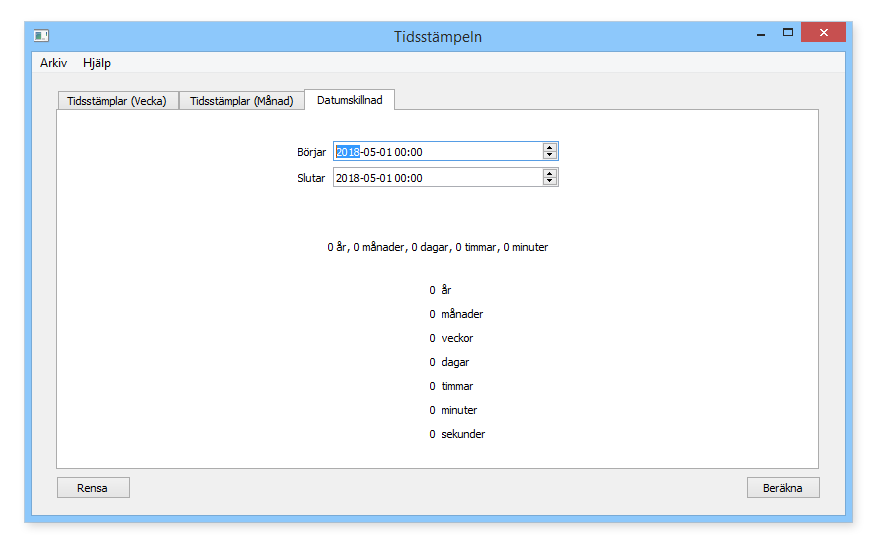 Tidsstämpeln
Arkiv Hjälp
Tidsstämplar (Vecka) Tidsstämplar (Månad) Datumskillnad
Börjar 2018-05-01 00:00
Slutar 2018-05-01 00:00
0 år, 0 månader, 0 dagar, 0 timmar, 0 minuter
0 år
0 månader
0 veckor
0 dagar
0 timmar
0 minuter
0 sekunder
Rensa Beräkna